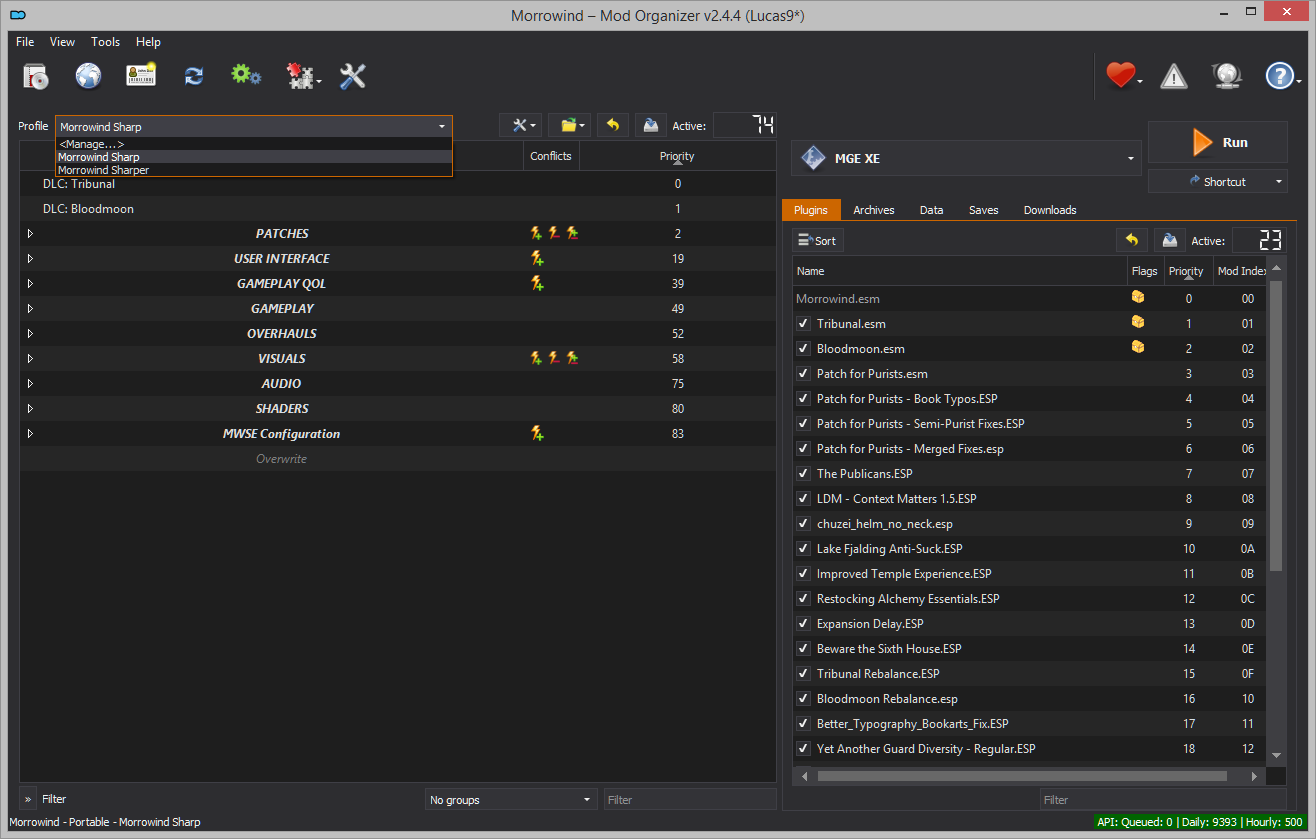 Morrowind – Mod Organizer v2.4.4 (Lucas9*)
File View Tools Help
Profile Morrowind Sharp
<Manage...>
Morrowind Sharp
Morrowind Sharper
Active: 74
Conflicts Priority
DLC: Tribunal 0
DLC: Bloodmoon 1
PATCHES 2
USER INTERFACE 19
GAMEPLAY QOL 39
GAMEPLAY 49
OVERHAULS 52
VISUALS 58
AUDIO 75
SHADERS 80
MWSE Configuration 83
Overwrite
» Filter
No groups
Filter
MGE XE
Run
Shortcut
Plugins Archives Data Saves Downloads
Sort
Active: 23
Name Flags Priority Mod Index
Morrowind.esm 0 00
Tribunal.esm 1 01
Bloodmoon.esm 2 02
Patch for Purists.esm 3 03
Patch for Purists - Book Typos.ESP 4 04
Patch for Purists - Semi-Purist Fixes.ESP 5 05
Patch for Purists - Merged Fixes.esp 6 06
The Publicans.ESP 7 07
LDM - Context Matters 1.5.ESP 8 08
chuzei_helm_no_neck.esp 9 09
Lake Fjalding Anti-Suck.ESP 10 0A
Improved Temple Experience.ESP 11 0B
Restocking Alchemy Essentials.ESP 12 0C
Expansion Delay.ESP 13 0D
Beware the Sixth House.ESP 14 0E
Tribunal Rebalance.ESP 15 0F
Bloodmoon Rebalance.esp 16 10
Better_Typography_Bookarts_Fix.ESP 17 11
Yet Another Guard Diversity - Regular.ESP 18 12
Filter
Morrowind - Portable - Morrowind Sharp
API: Queued: 0 | Daily: 9393 | Hourly: 500